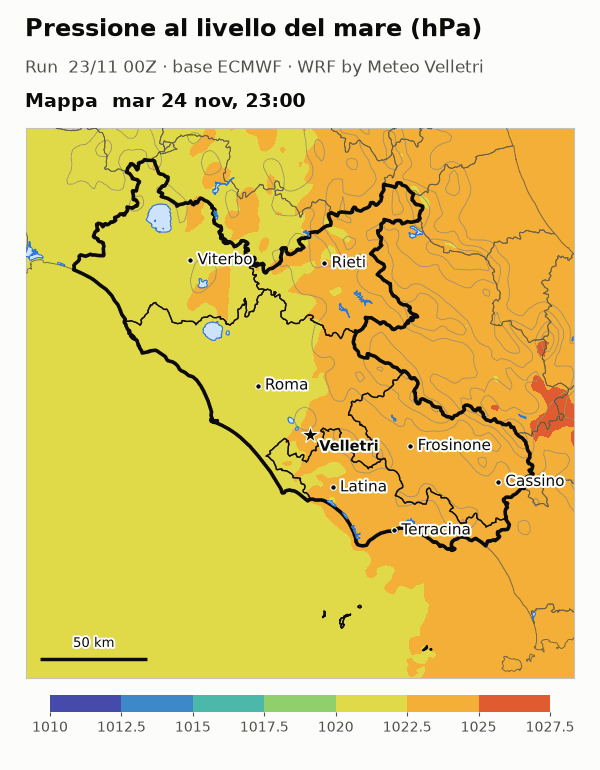 Pressione al livello del mare (hPa)
Run  23/11 00Z · base ECMWF · WRF by Meteo Velletri
Mappa  mar 24 nov, 23:00
Viterbo
Rieti
Roma
Velletri
Frosinone
Latina
Cassino
Terracina
50 km
1010 1012.5 1015 1017.5 1020 1022.5 1025 1027.5